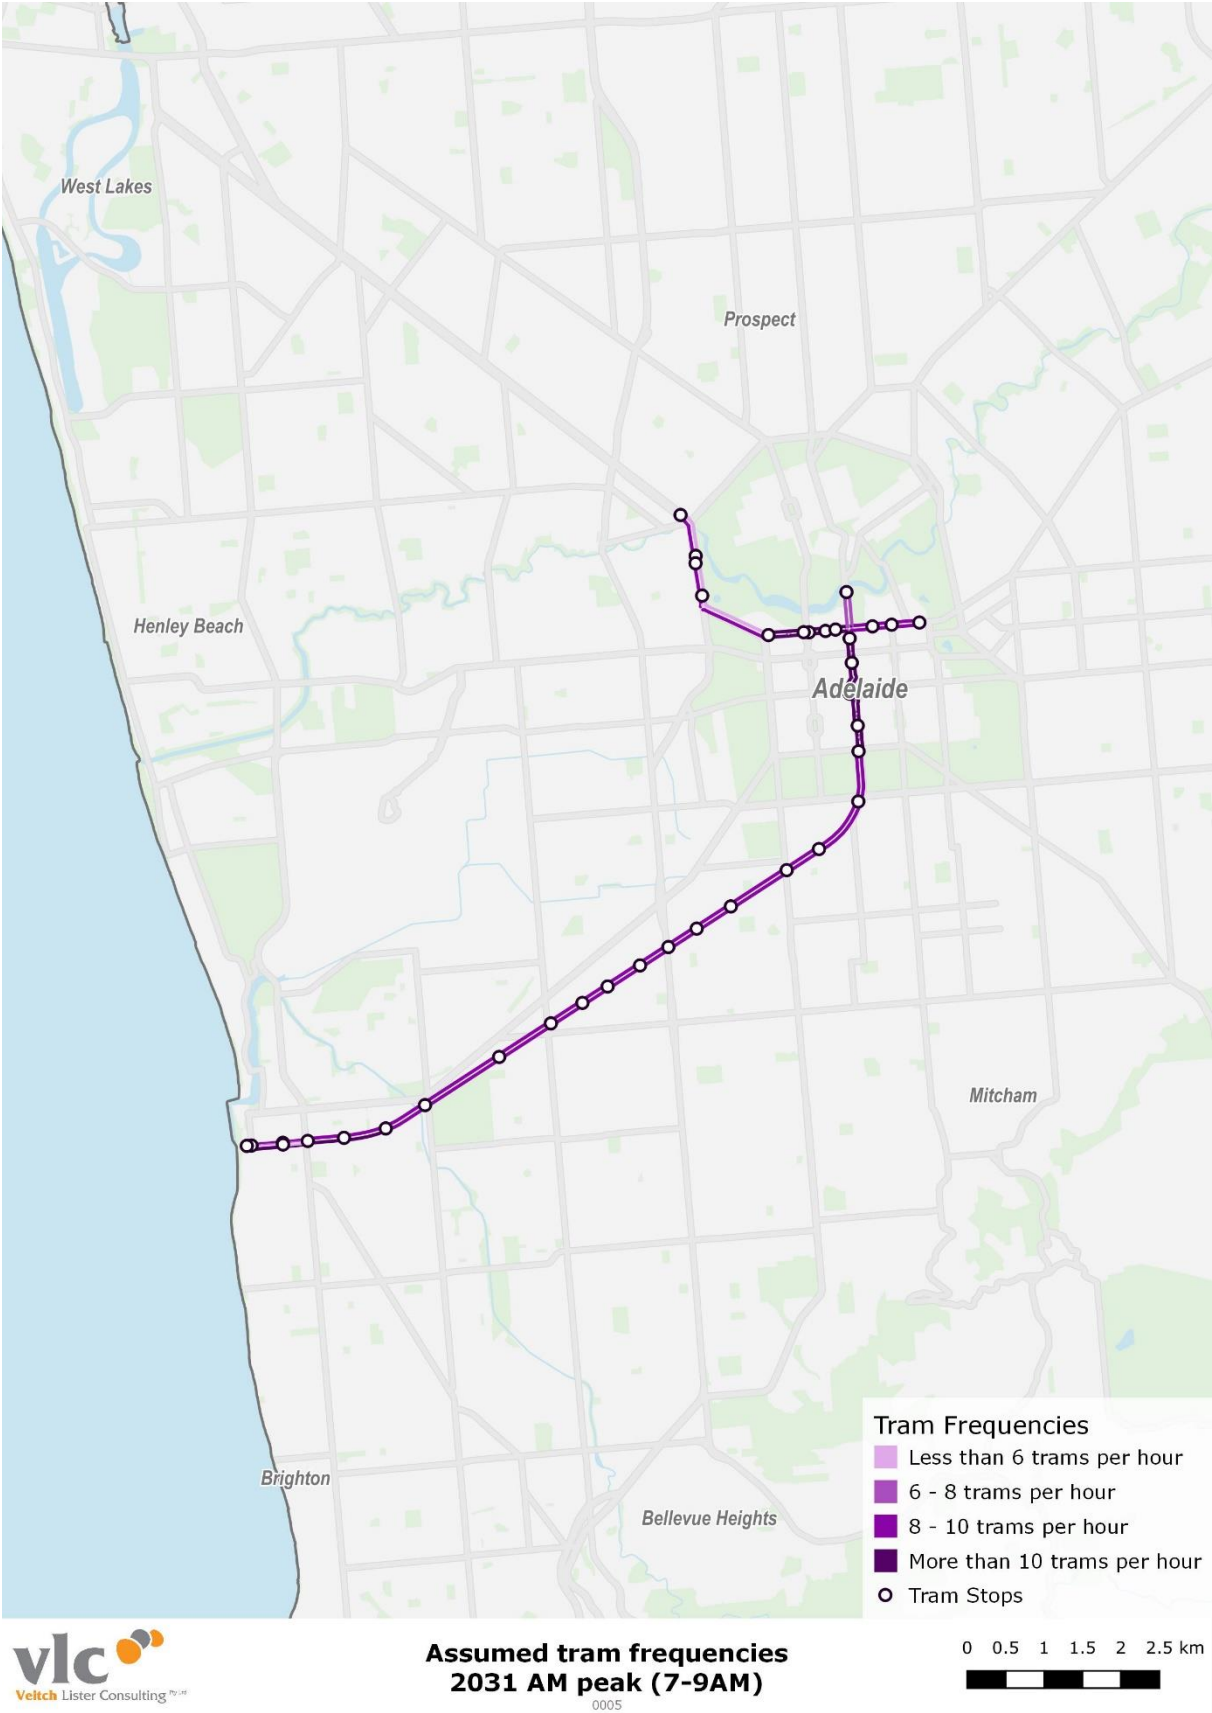 West Lakes
Prospect
Henley Beach
Adelaide
Mitcham
Brighton
Bellevue Heights
Tram Frequencies
Less than 6 trams per hour
6 - 8 trams per hour
8 - 10 trams per hour
More than 10 trams per hour
Tram Stops
vlc
Veltch Lister Consulting Pty Ltd
Assumed tram frequencies
2031 AM peak (7-9AM)
0005
0 0.5 1 1.5 2 2.5 km